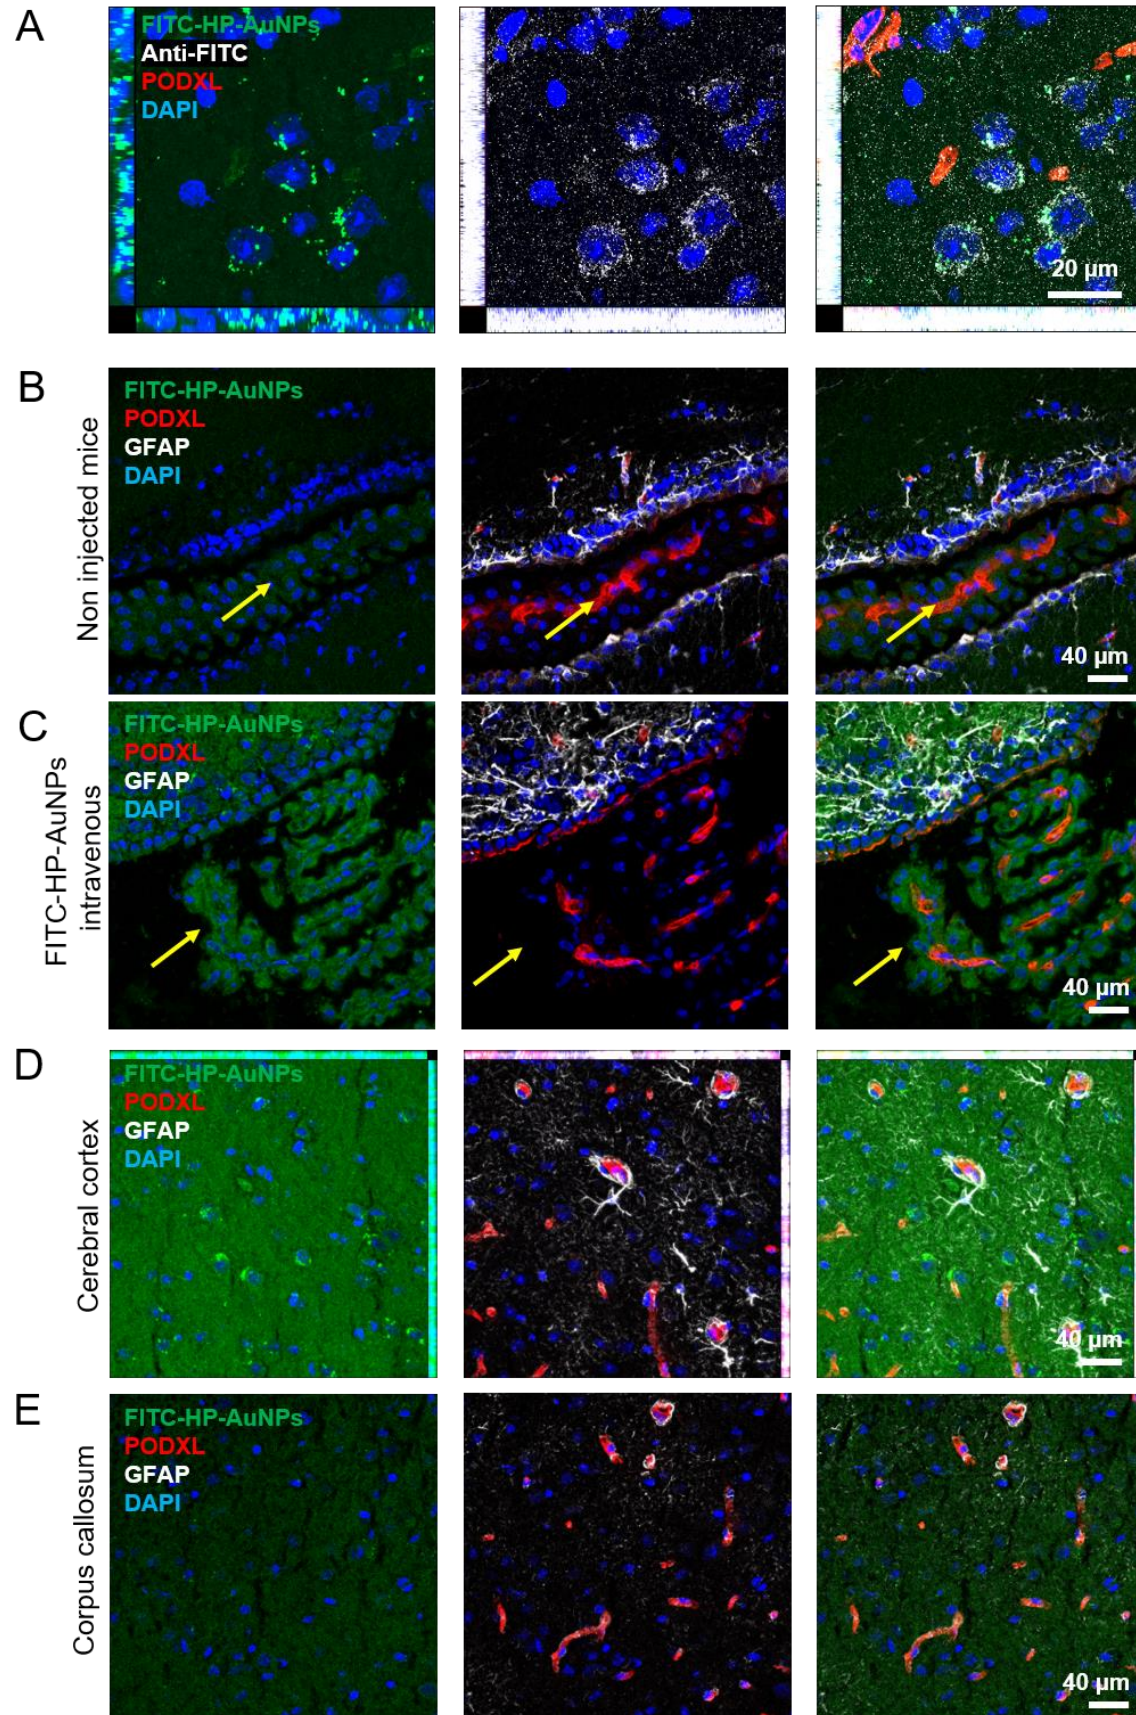 A
FITC-HP-AuNPs
Anti-FITC
PODXL
DAPI
20 µm
B
Non injected mice
FITC-HP-AuNPs
PODXL
GFAP
DAPI
40 µm
C
FITC-HP-AuNPs
intravenous
FITC-HP-AuNPs
PODXL
GFAP
DAPI
40 µm
D
Cerebral cortex
FITC-HP-AuNPs
PODXL
GFAP
DAPI
40 µm
E
Corpus callosum
FITC-HP-AuNPs
PODXL
GFAP
DAPI
40 µm